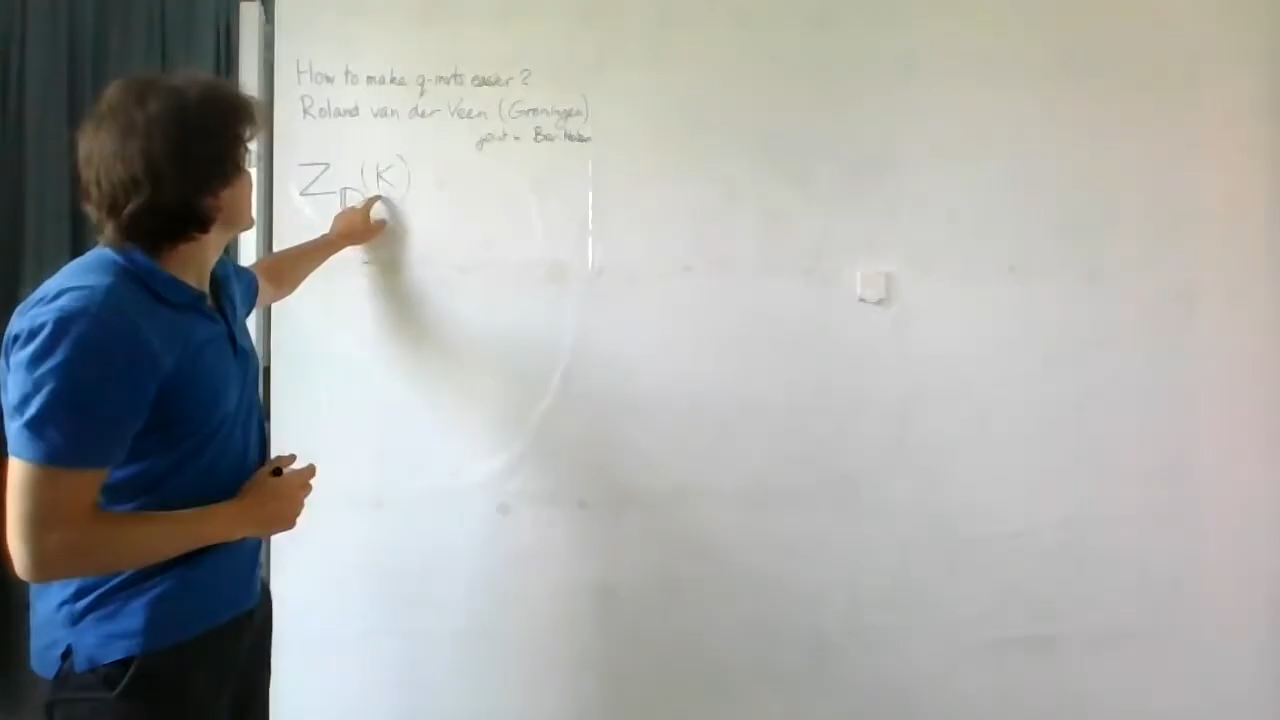 How to make q-invts easier?
Roland van der Veen (Groningen)
joint w Bar Natan
Z_D(K)